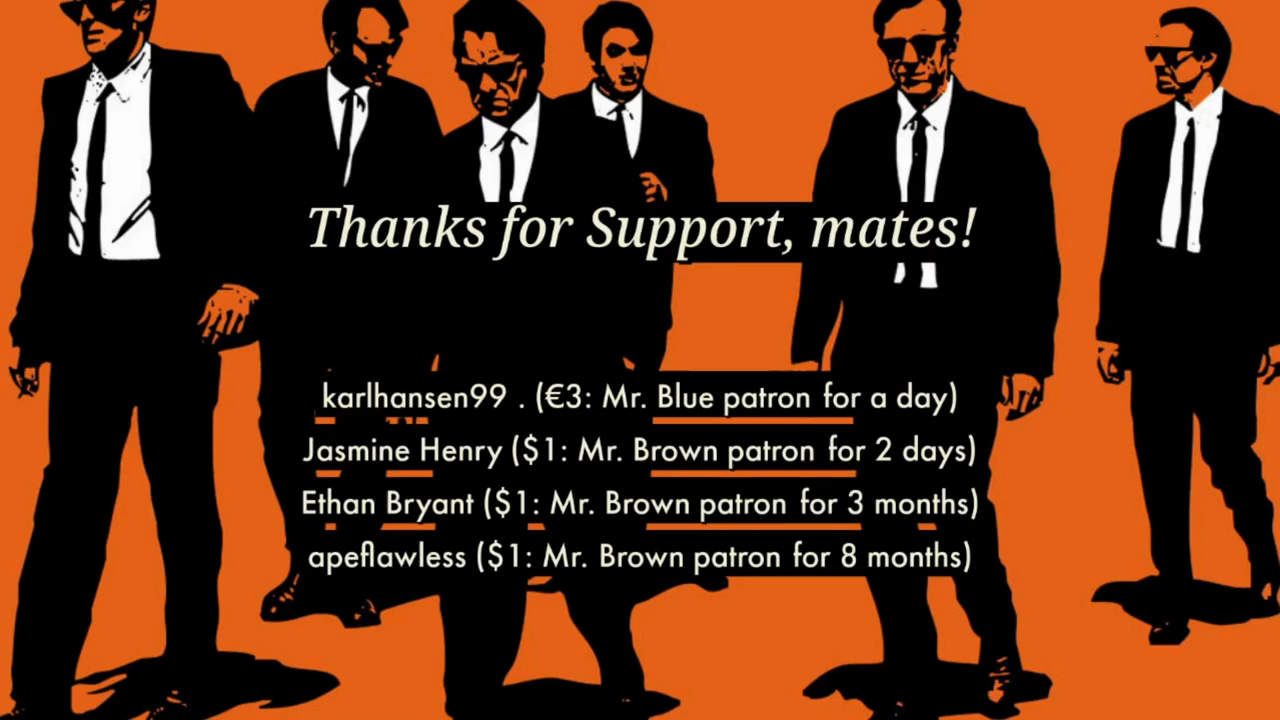 Thanks for Support, mates!
karlhansen99 . (€3: Mr. Blue patron for a day)
Jasmine Henry ($1: Mr. Brown patron for 2 days)
Ethan Bryant ($1: Mr. Brown patron for 3 months)
apeflawless ($1: Mr. Brown patron for 8 months)